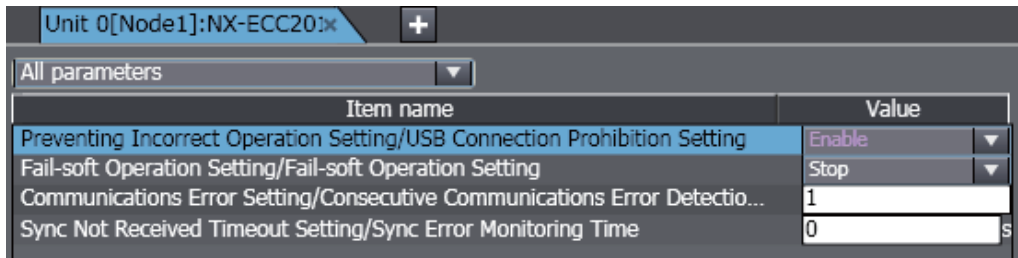 Unit 0[Node1]:NX-ECC20
+
All parameters
Item name Value
Preventing Incorrect Operation Setting/USB Connection Prohibition Setting Enable
Fail-soft Operation Setting/Fail-soft Operation Setting Stop
Communications Error Setting/Consecutive Communications Error Detectio... 1
Sync Not Received Timeout Setting/Sync Error Monitoring Time 0 s